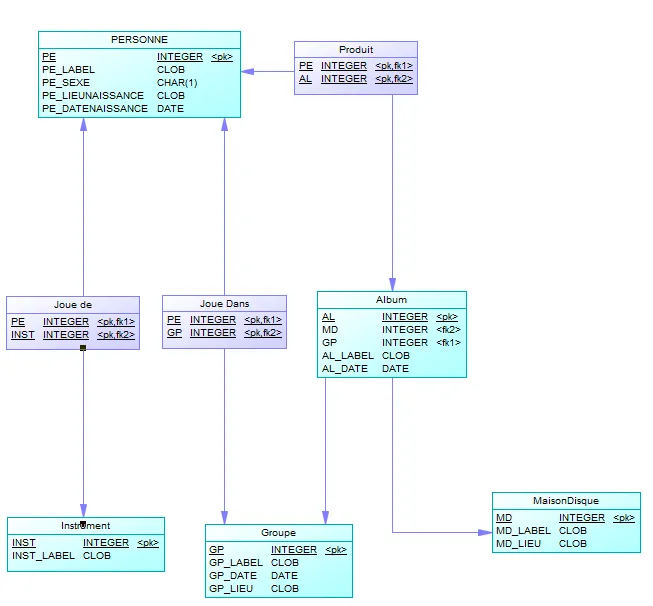 PERSONNE
PE INTEGER <pk>
PE_LABEL CLOB
PE_SEXE CHAR(1)
PE_LIEUNAISSANCE CLOB
PE_DATENAISSANCE DATE
Produit
PE INTEGER <pk,fk1>
AL INTEGER <pk,fk2>
Joue de
PE INTEGER <pk,fk1>
INST INTEGER <pk,fk2>
Joue Dans
PE INTEGER <pk,fk1>
GP INTEGER <pk,fk2>
Album
AL INTEGER <pk>
MD INTEGER <fk2>
GP INTEGER <fk1>
AL_LABEL CLOB
AL_DATE DATE
Instrument
INST INTEGER <pk>
INST_LABEL CLOB
Groupe
GP INTEGER <pk>
GP_LABEL CLOB
GP_DATE DATE
GP_LIEU CLOB
MaisonDisque
MD INTEGER <pk>
MD_LABEL CLOB
MD_LIEU CLOB